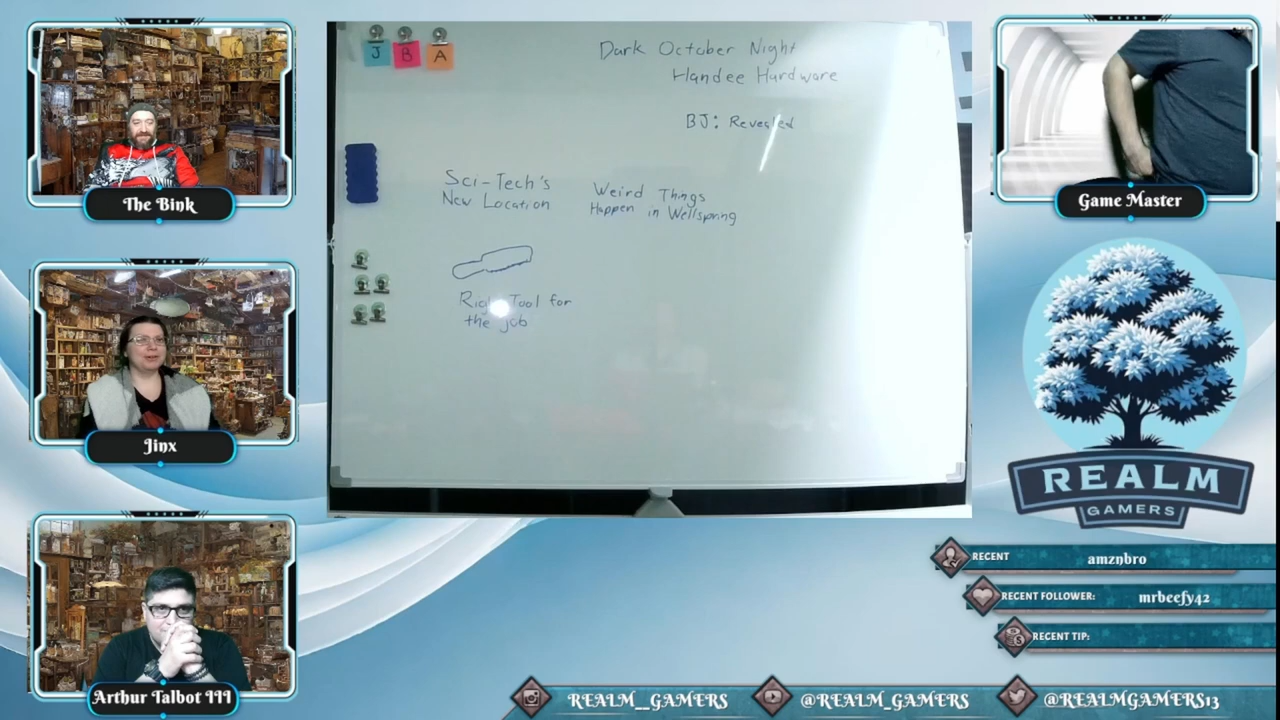 J B A
Dark October Night
Handee Hardware
BJ: Revealed
Sci-Tech's
New Location
Weird Things
Happen in Wellspring
Right Tool for
the job
The Bink
Jinx
Arthur Talbot III
Game Master
REALM
GAMERS
RECENT amznbro
RECENT FOLLOWER: mrbeefy42
RECENT TIP:
REALM_GAMERS
@REALM_GAMERS
@REALMGAMERS13